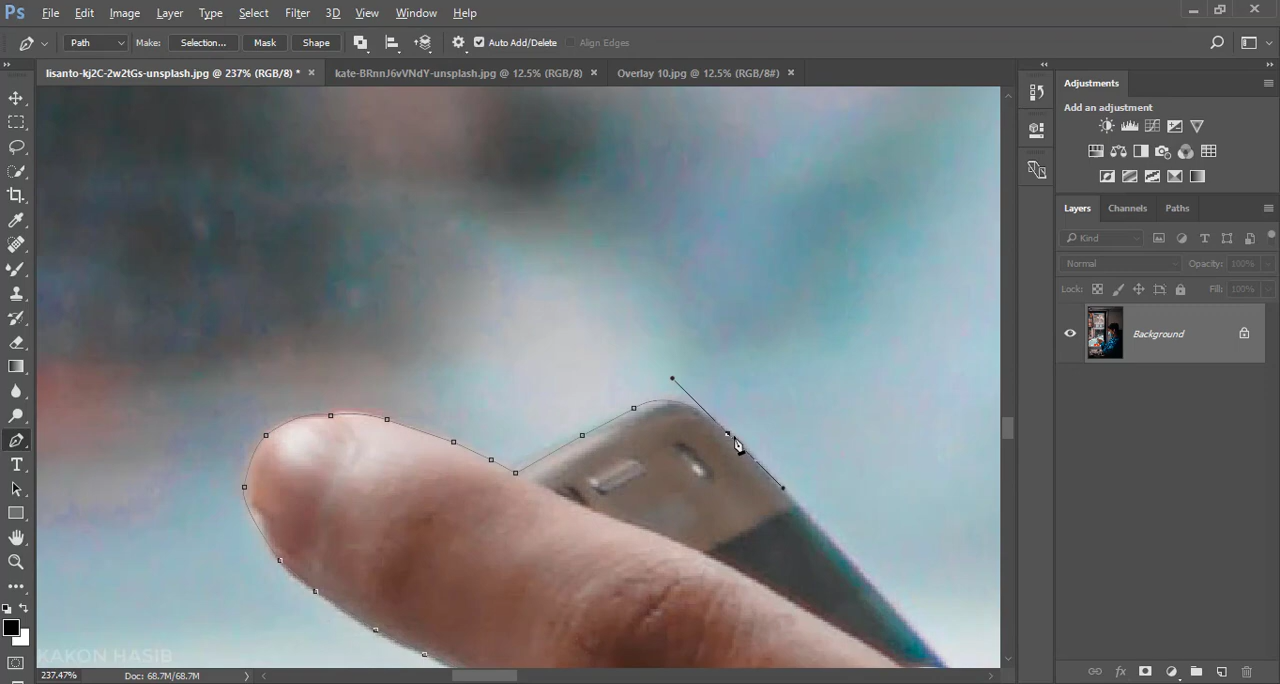 Ps File Edit Image Layer Type Select Filter 3D View Window Help
Path Make: Selection... Mask Shape Auto Add/Delete Align Edges
lisanto-kj2C-2w2tGs-unsplash.jpg @ 237% (RGB/8) * × kate-BRnnJ6vVNdY-unsplash.jpg @ 12.5% (RGB/8) × Overlay 10.jpg @ 12.5% (RGB/8#) ×
Adjustments
Add an adjustment
Layers Channels Paths
Kind
Normal Opacity: 100%
Lock: Fill: 100%
Background
KAKON HASIB
237.47% Doc: 68.7M/68.7M